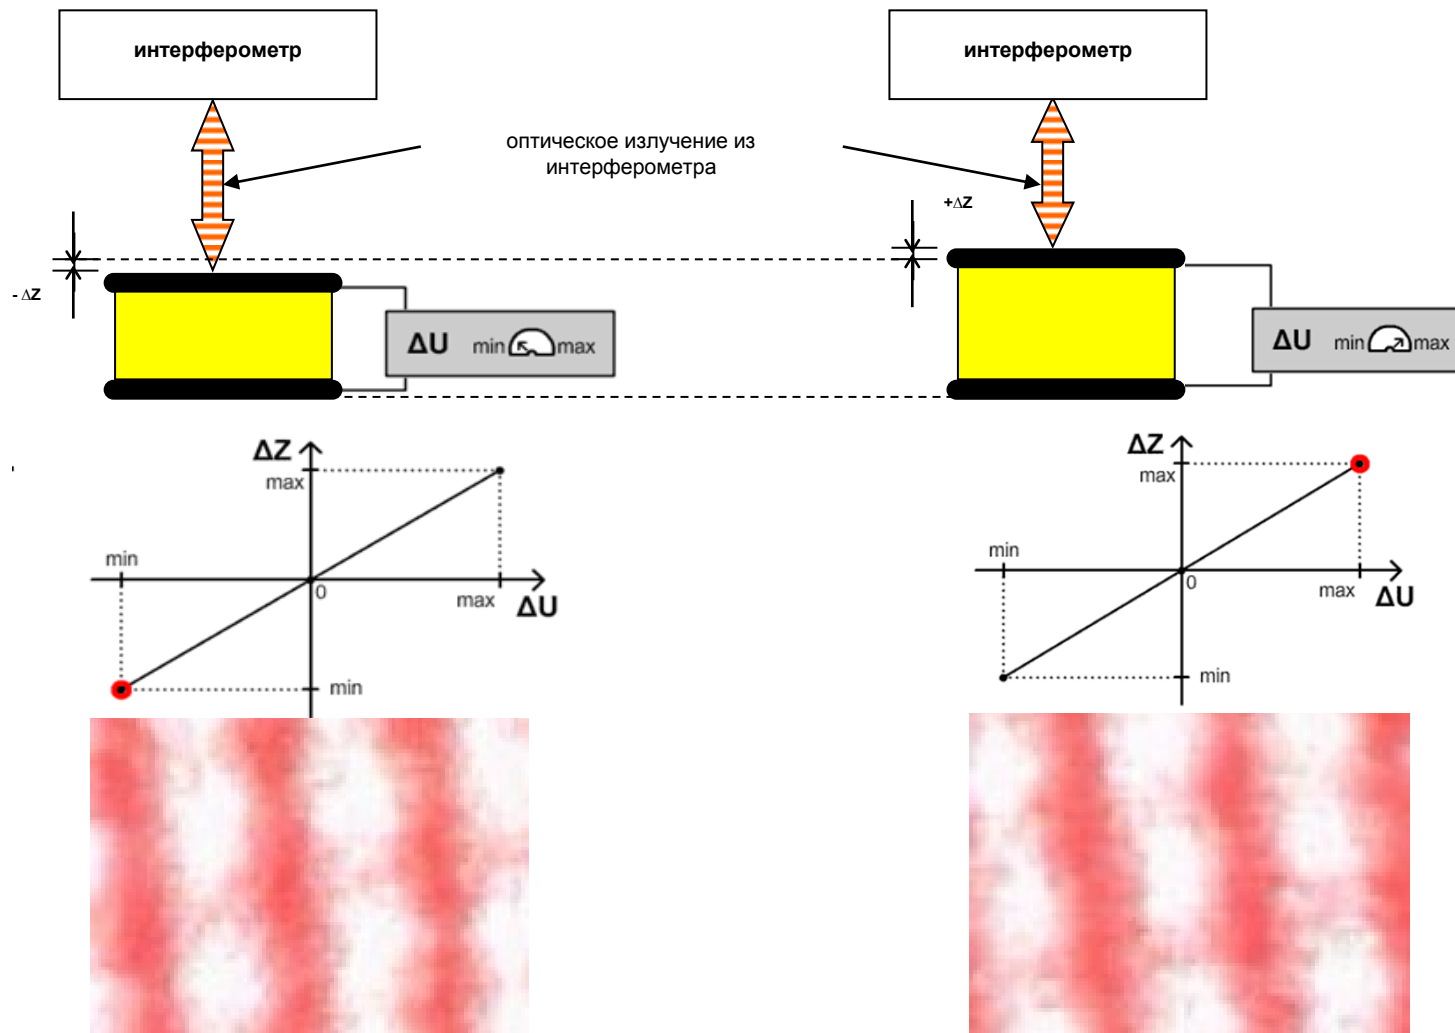 интерферометр
интерферометр
оптическое излучение из
интерферометра
+ΔZ
- ΔZ
ΔU min max
ΔU min max
ΔZ
max
min
0
max
ΔU
min
ΔZ
max
min
0
max
ΔU
min